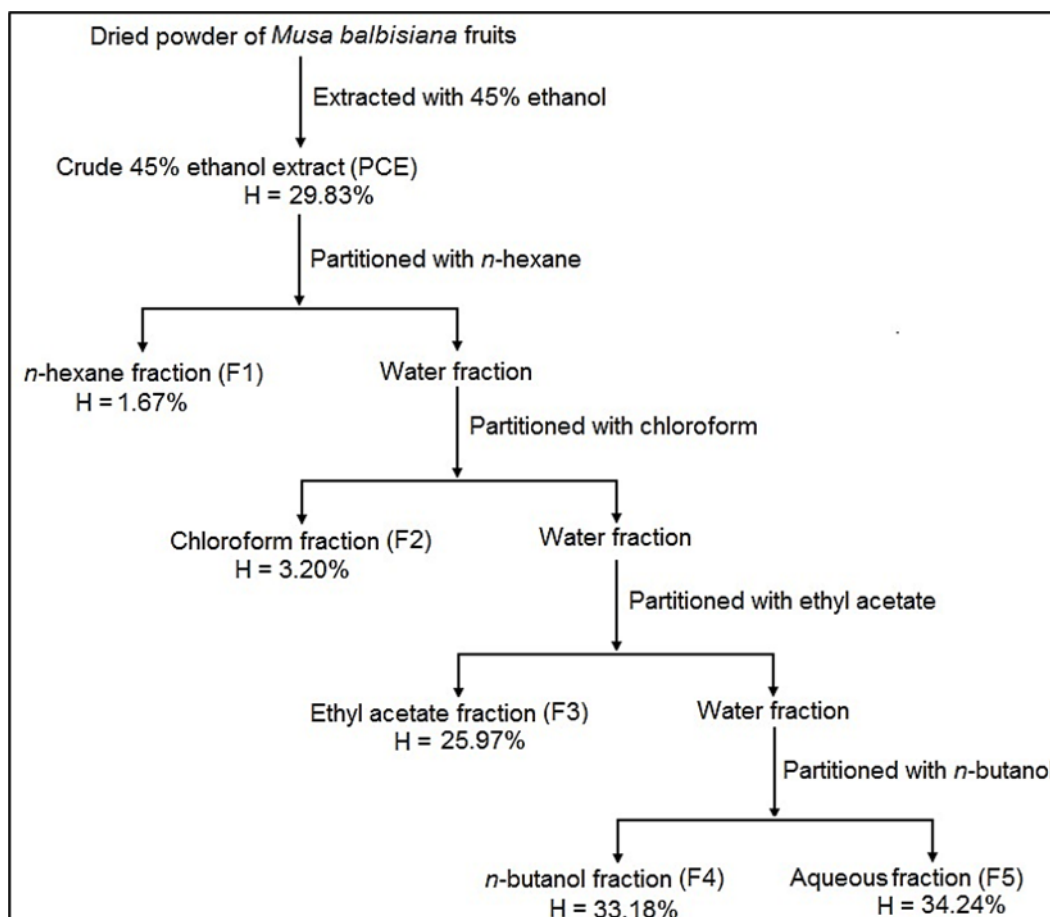 Dried powder of Musa balbisiana fruits
Extracted with 45% ethanol
Crude 45% ethanol extract (PCE)
H = 29.83%
Partitioned with n-hexane
n-hexane fraction (F1)
H = 1.67%
Water fraction
Partitioned with chloroform
Chloroform fraction (F2)
H = 3.20%
Water fraction
Partitioned with ethyl acetate
Ethyl acetate fraction (F3)
H = 25.97%
Water fraction
Partitioned with n-butanol
n-butanol fraction (F4)
H = 33.18%
Aqueous fraction (F5)
H = 34.24%